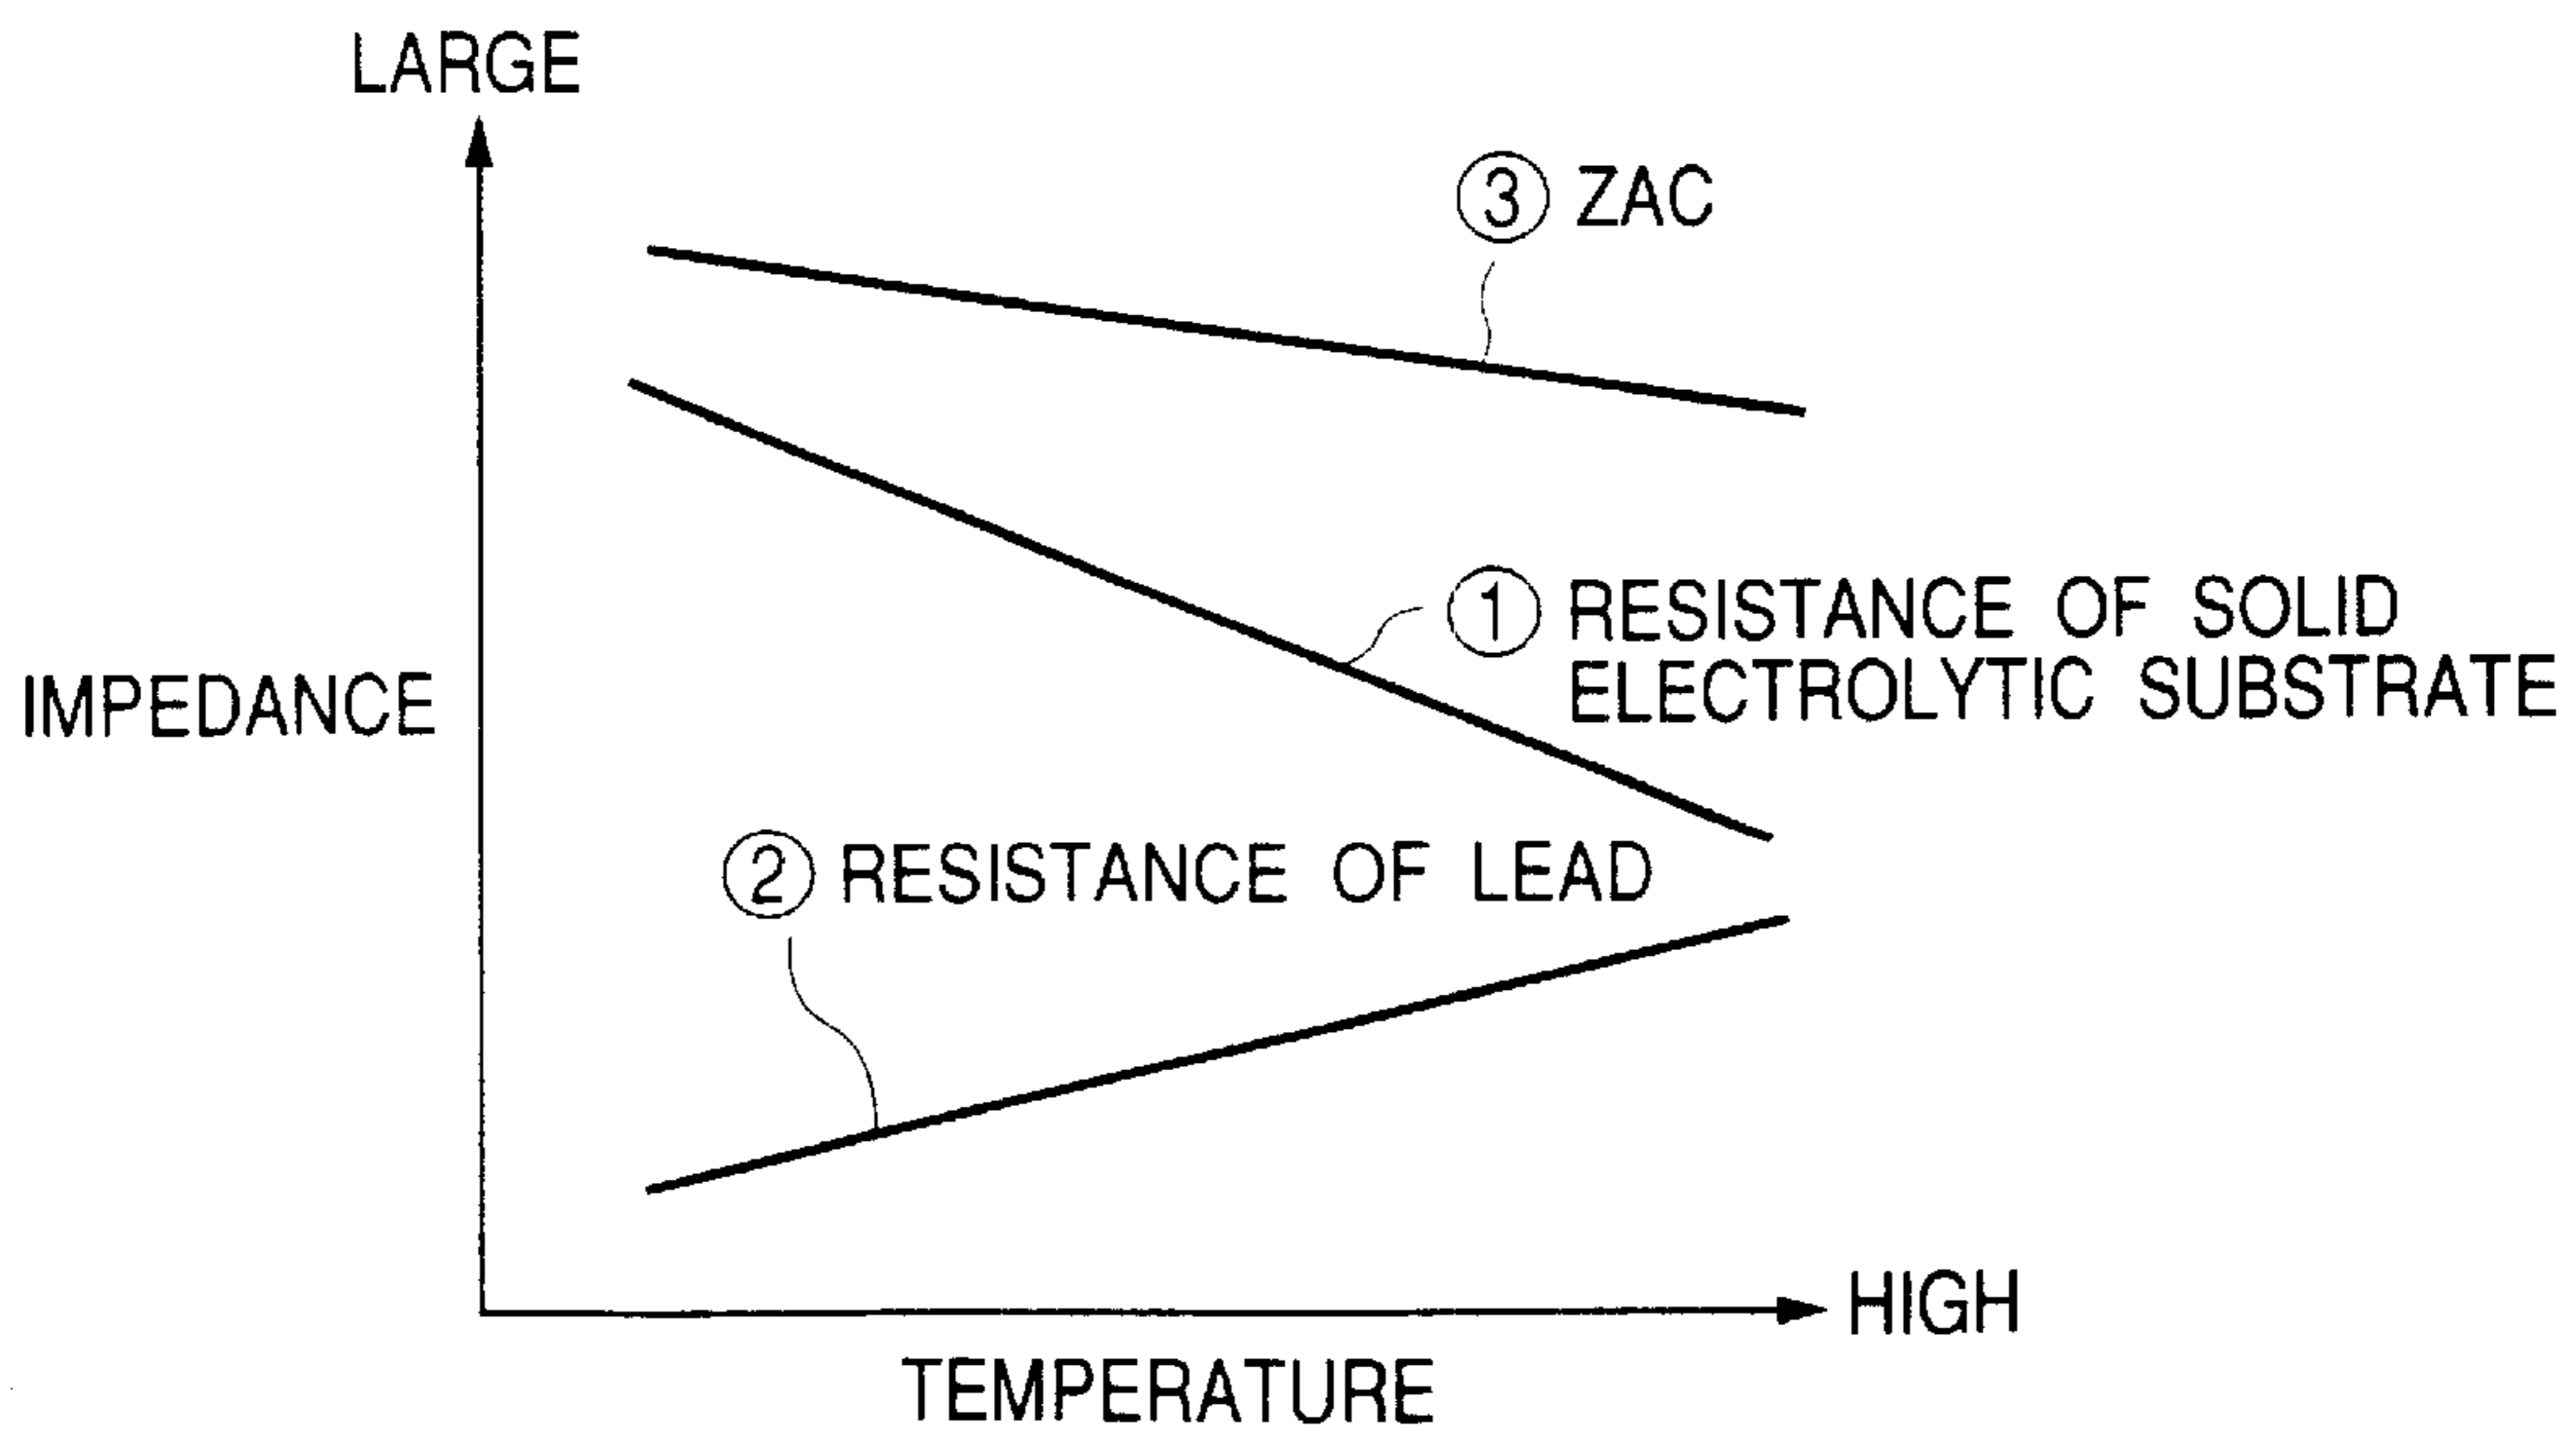 LARGE
③ ZAC
① RESISTANCE OF SOLID
ELECTROLYTIC SUBSTRATE
IMPEDANCE
② RESISTANCE OF LEAD
HIGH
TEMPERATURE